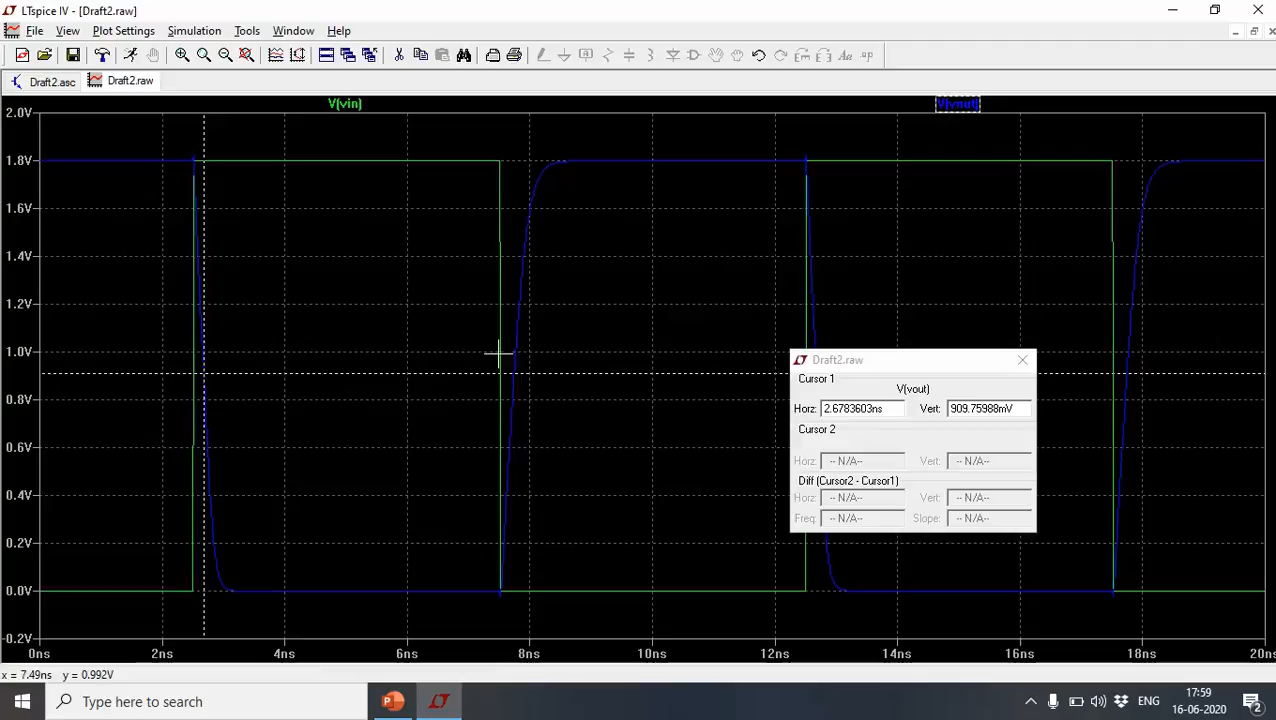 LTspice IV - [Draft2.raw]
File View Plot Settings Simulation Tools Window Help
Draft2.asc Draft2.raw
V(vin) V(vout)
2.0V
1.8V
1.6V
1.4V
1.2V
1.0V
0.8V
0.6V
0.4V
0.2V
0.0V
-0.2V
0ns 2ns 4ns 6ns 8ns 10ns 12ns 14ns 16ns 18ns 20ns
Draft2.raw
Cursor 1
V(vout)
Horz: 2.6783603ns Vert: 909.75988mV
Cursor 2
Horz: -- N/A-- Vert: -- N/A--
Diff (Cursor2 - Cursor1)
Horz: -- N/A-- Vert: -- N/A--
Freq: -- N/A-- Slope: -- N/A--
x = 7.49ns y = 0.992V
Type here to search
ENG
17:59
16-06-2020
2